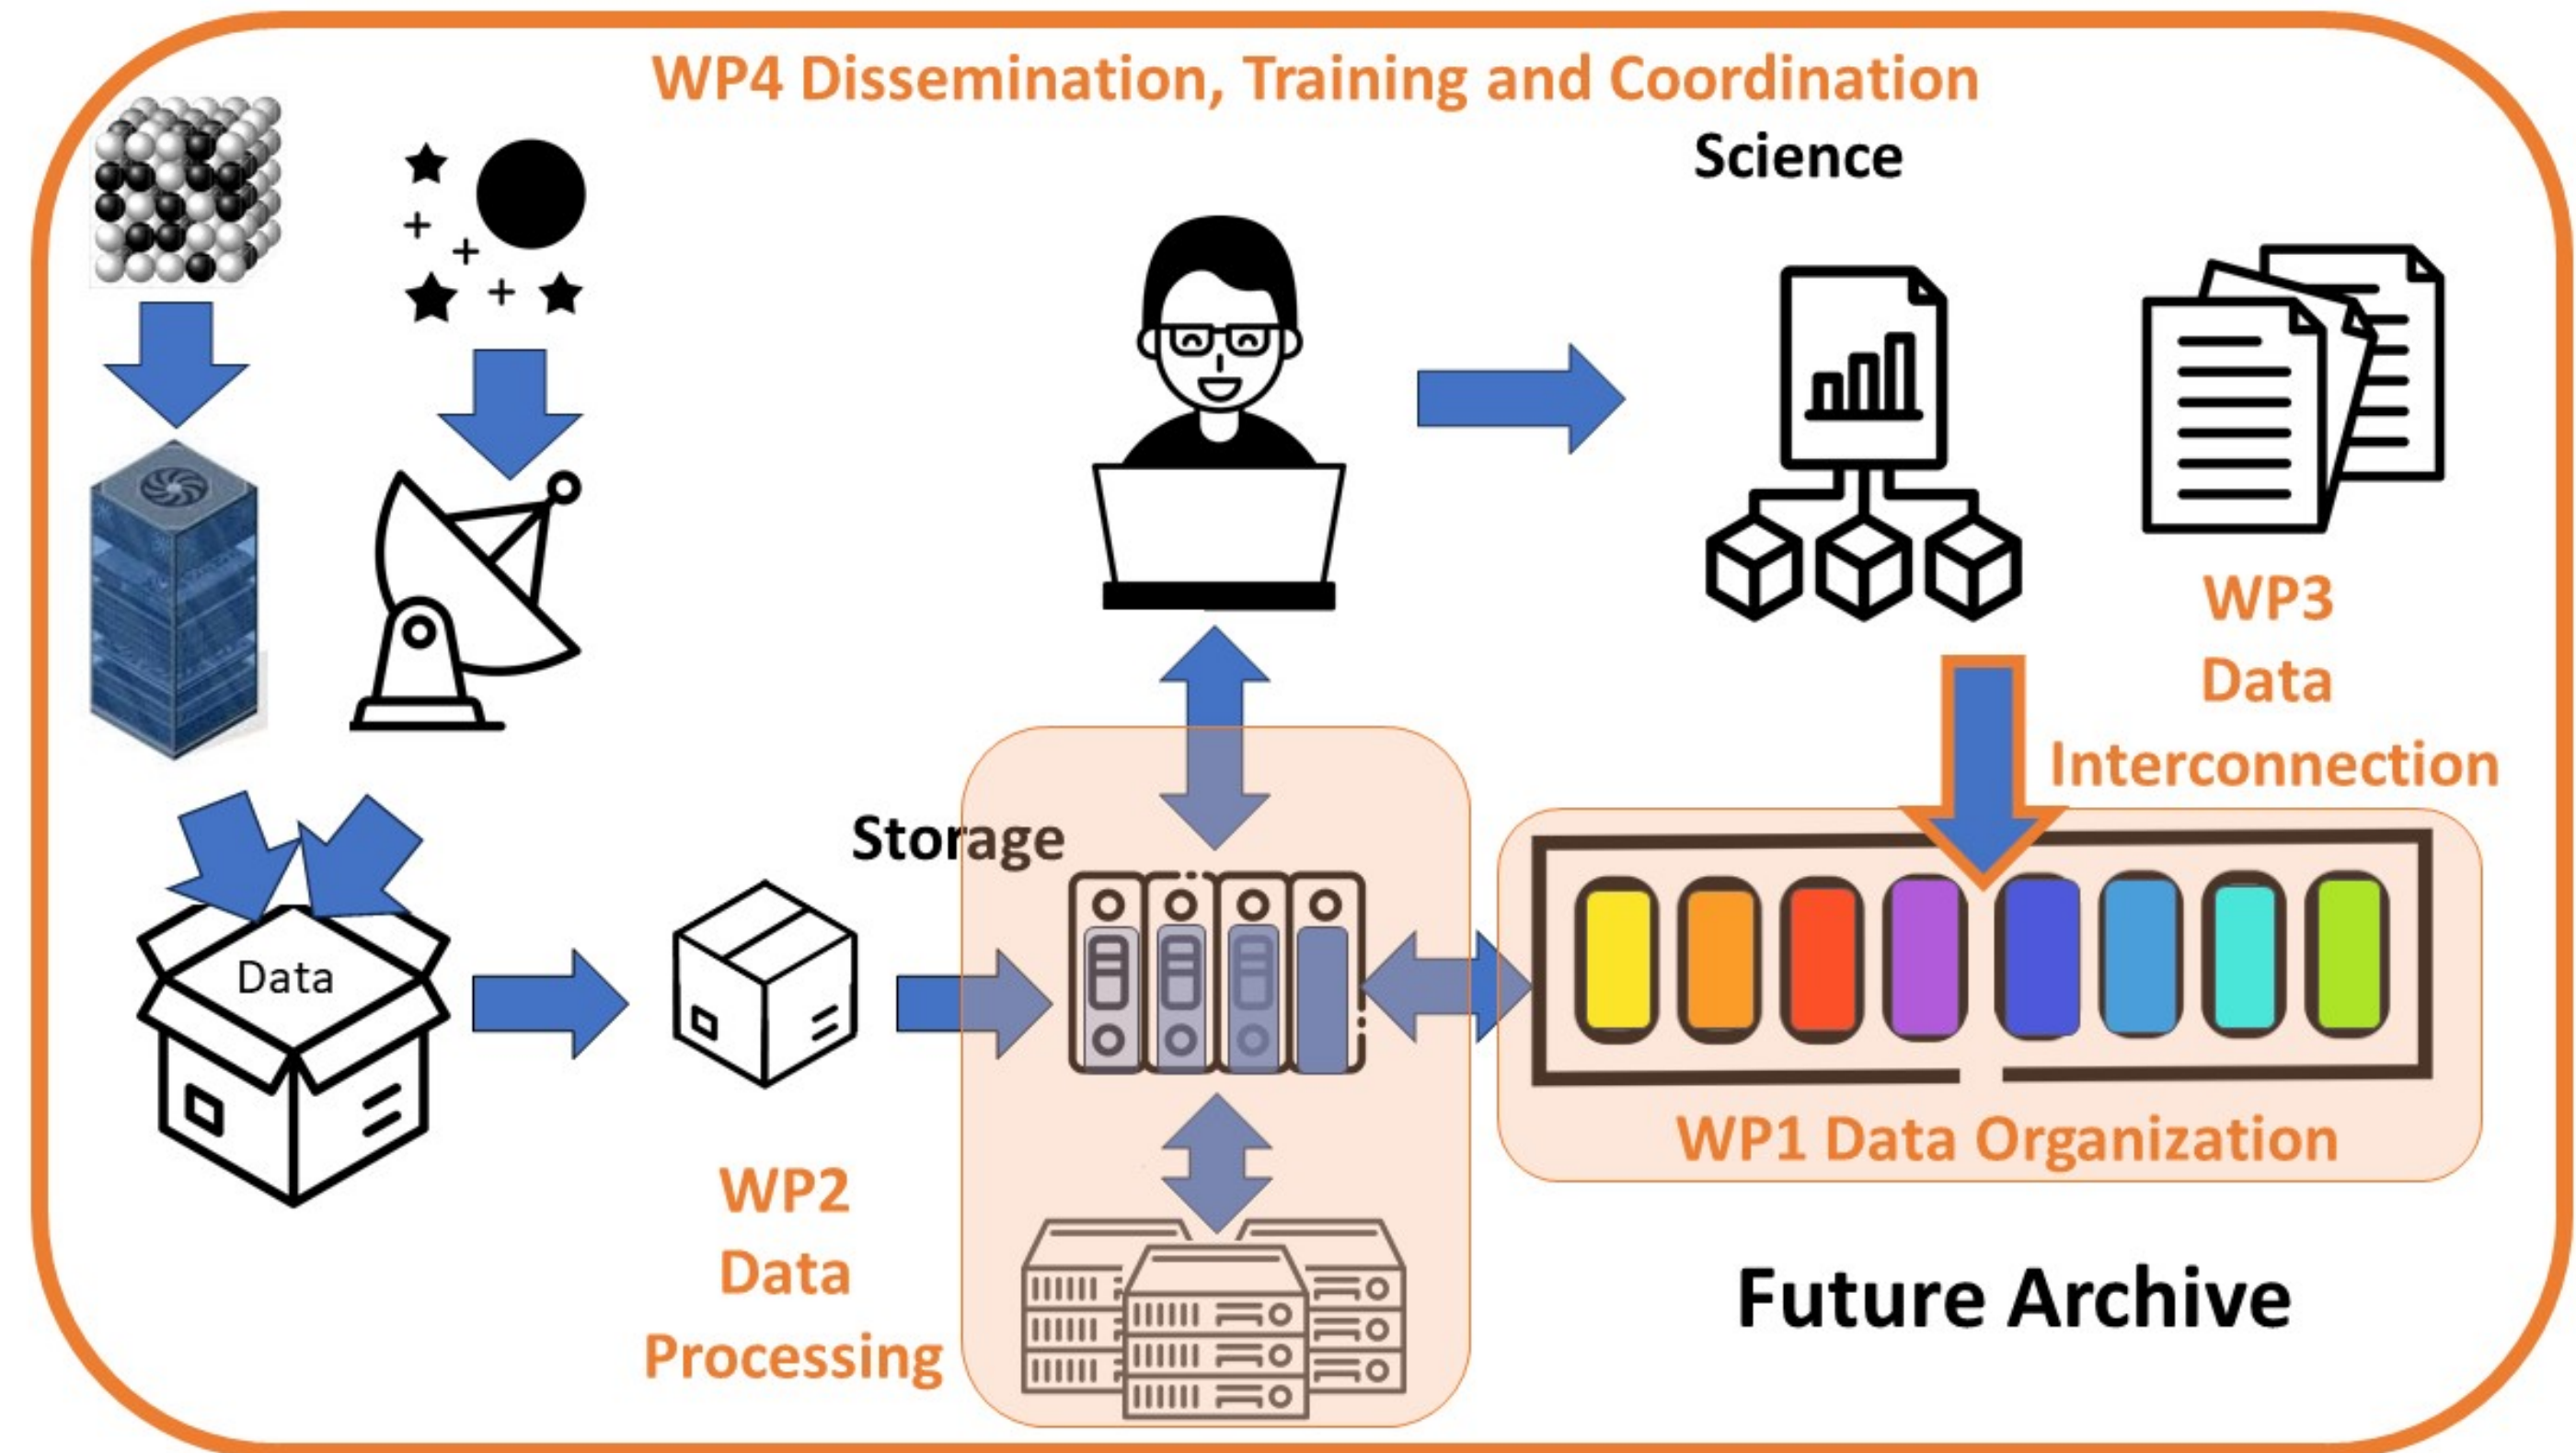 WP4 Dissemination, Training and Coordination
Science
WP3
Data
Interconnection
Storage
Data
WP1 Data Organization
WP2
Data
Processing
Future Archive